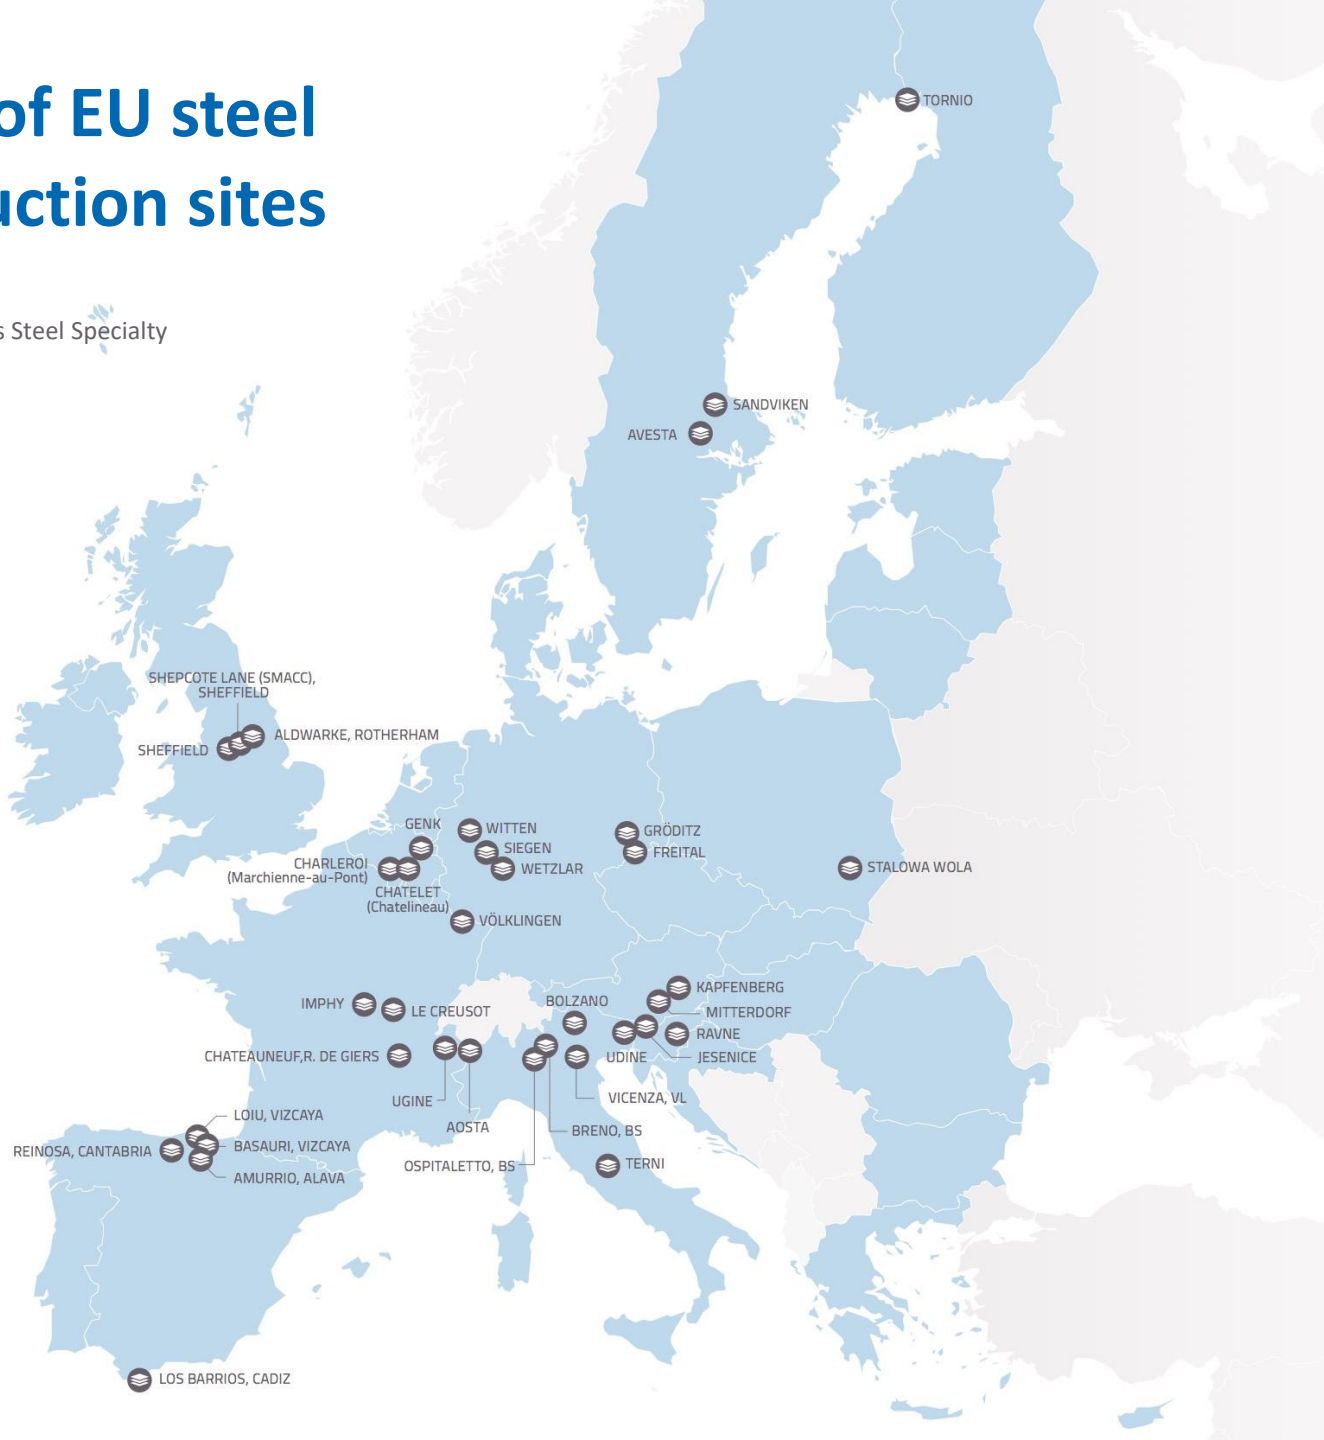 of EU steel
uction sites
s Steel Specialty
TORNIO
SANDVIKEN
AVESTA
SHEPCOTE LANE (SMACC),
SHEFFIELD
ALDWARKE, ROTHERHAM
SHEFFIELD
GENK
WITTEN
SIEGEN
WETZLAR
CHARLEROI
(Marchienne-au-Pont)
CHATELET
(Chatelineau)
GRÖDITZ
FREITAL
STALOWA WOLA
VÖLKLINGEN
IMPHY
LE CREUSOT
BOLZANO
KAPFENBERG
MITTERDORF
RAVNE
UDINE
JESENICE
CHATEAUNEUF,R. DE GIERS
UGINE
AOSTA
VICENZA, VL
BRENO, BS
OSPITALETTO, BS
TERNI
LOIU, VIZCAYA
REINOSA, CANTABRIA
BASAURI, VIZCAYA
AMURRIO, ALAVA
LOS BARRIOS, CADIZ